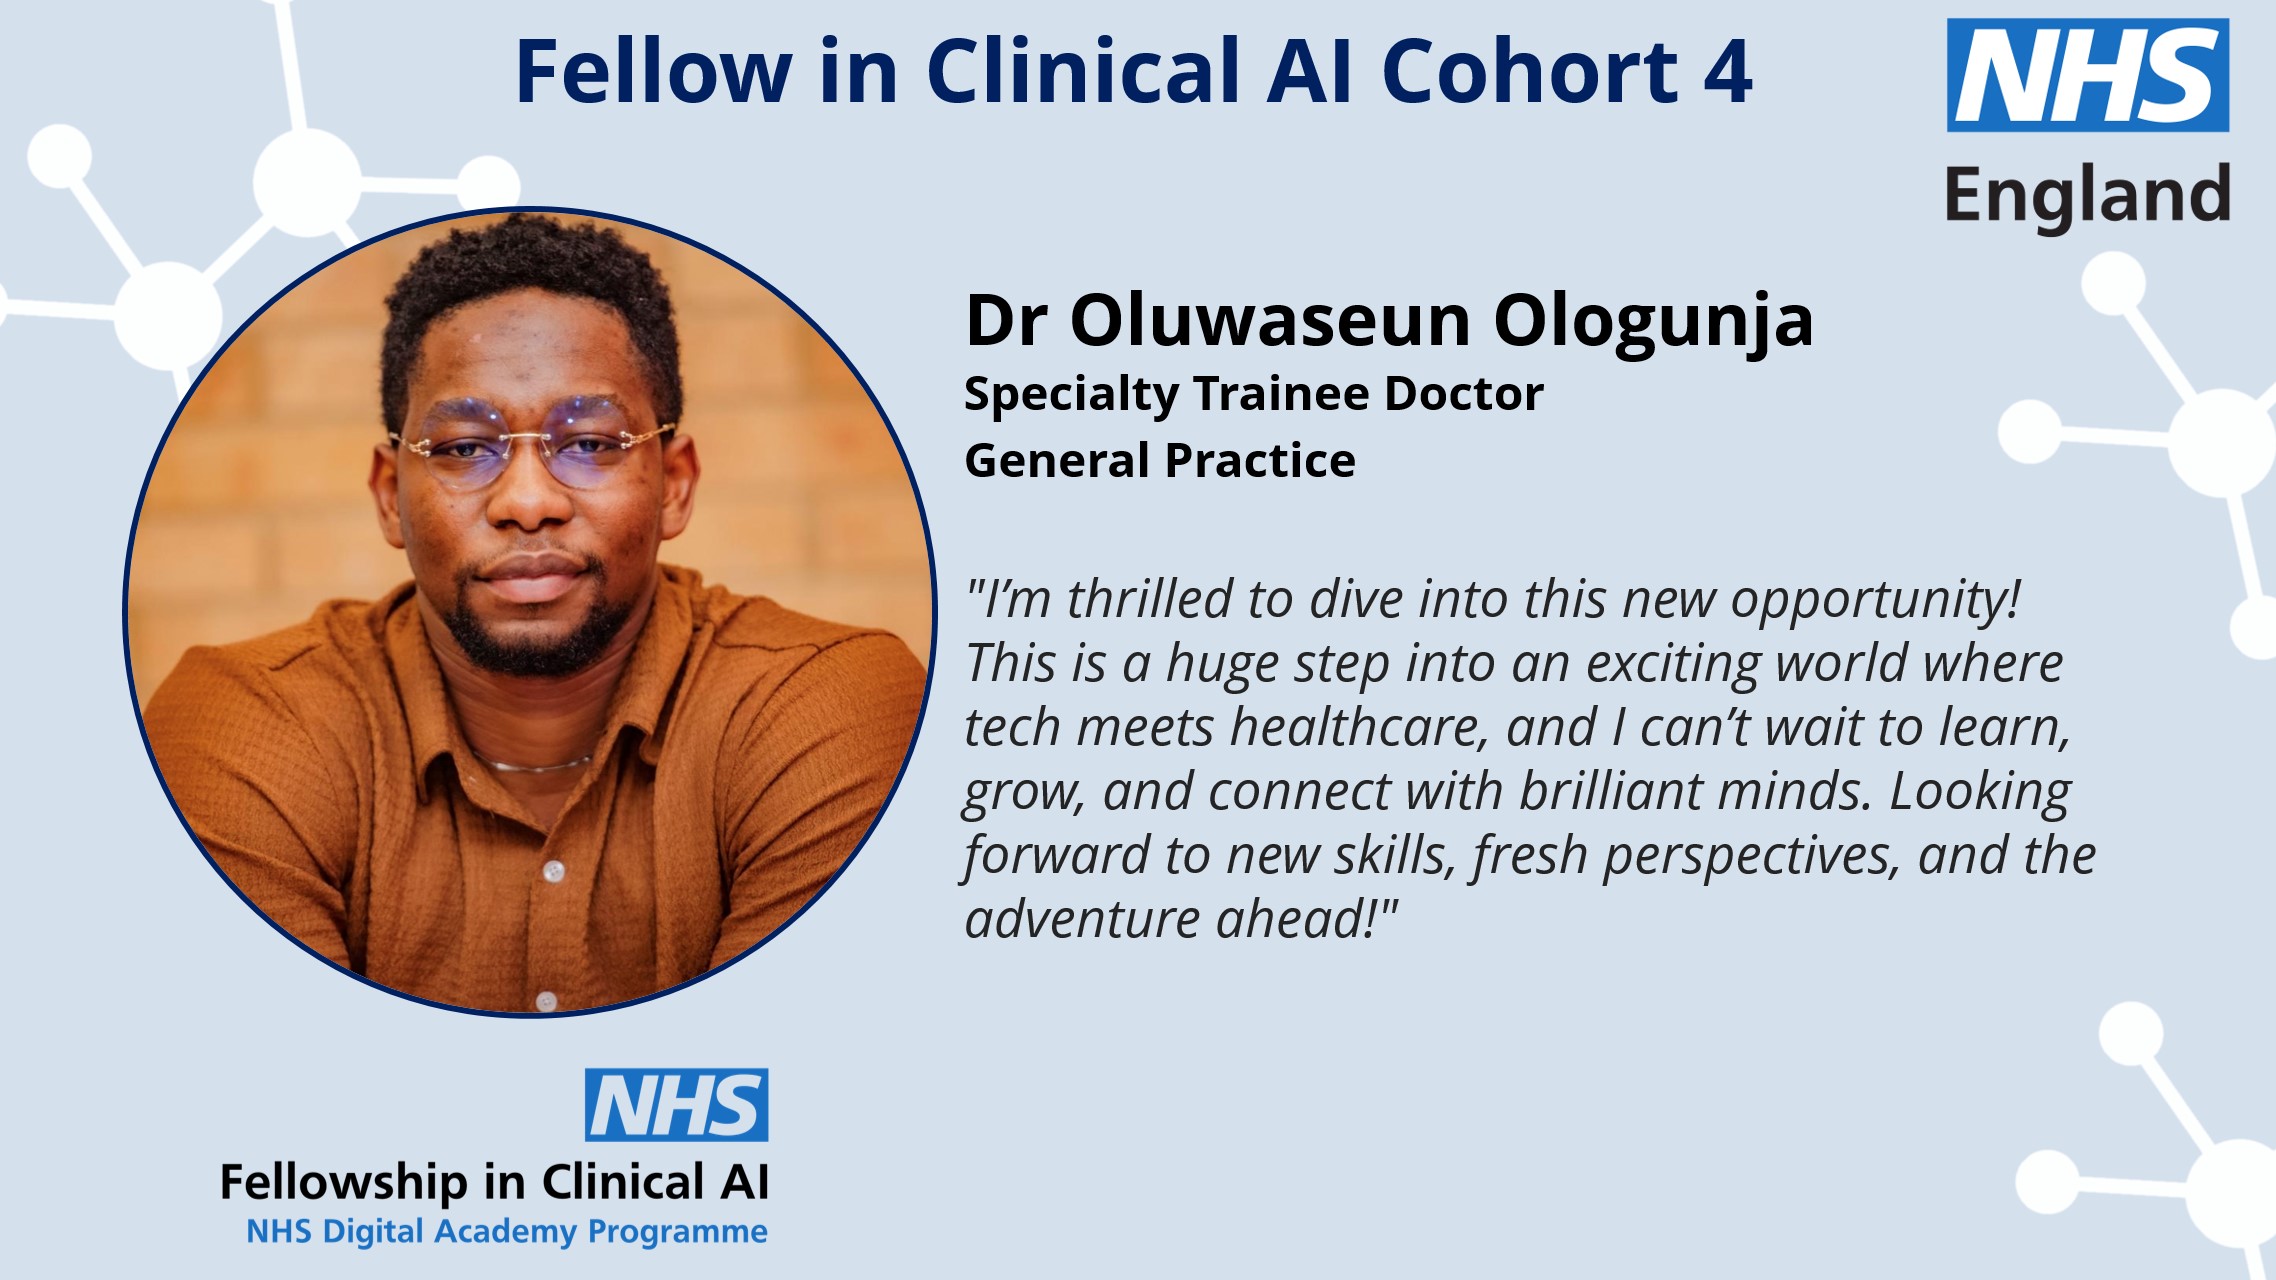 Fellow in Clinical AI Cohort 4
NHS
England
Dr Oluwaseun Ologunja
Specialty Trainee Doctor
General Practice
"I’m thrilled to dive into this new opportunity!
This is a huge step into an exciting world where
tech meets healthcare, and I can’t wait to learn,
grow, and connect with brilliant minds. Looking
forward to new skills, fresh perspectives, and the
adventure ahead!"
NHS
Fellowship in Clinical AI
NHS Digital Academy Programme